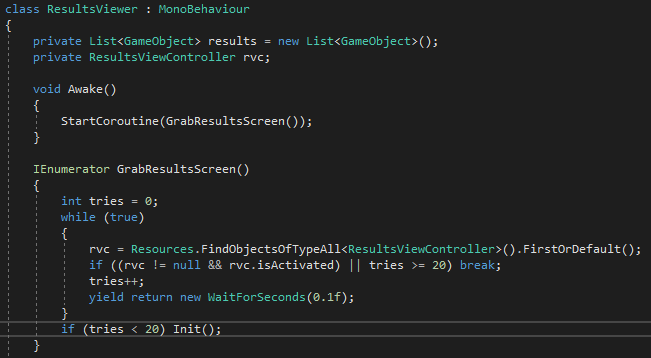 class ResultsViewer : MonoBehaviour
{
    private List<GameObject> results = new List<GameObject>();
    private ResultsViewController rvc;

    void Awake()
    {
        StartCoroutine(GrabResultsScreen());
    }

    IEnumerator GrabResultsScreen()
    {
        int tries = 0;
        while (true)
        {
            rvc = Resources.FindObjectsOfTypeAll<ResultsViewController>().FirstOrDefault();
            if ((rvc != null && rvc.isActivated) || tries >= 20) break;
            tries++;
            yield return new WaitForSeconds(0.1f);
        }
        if (tries < 20) Init();
    }